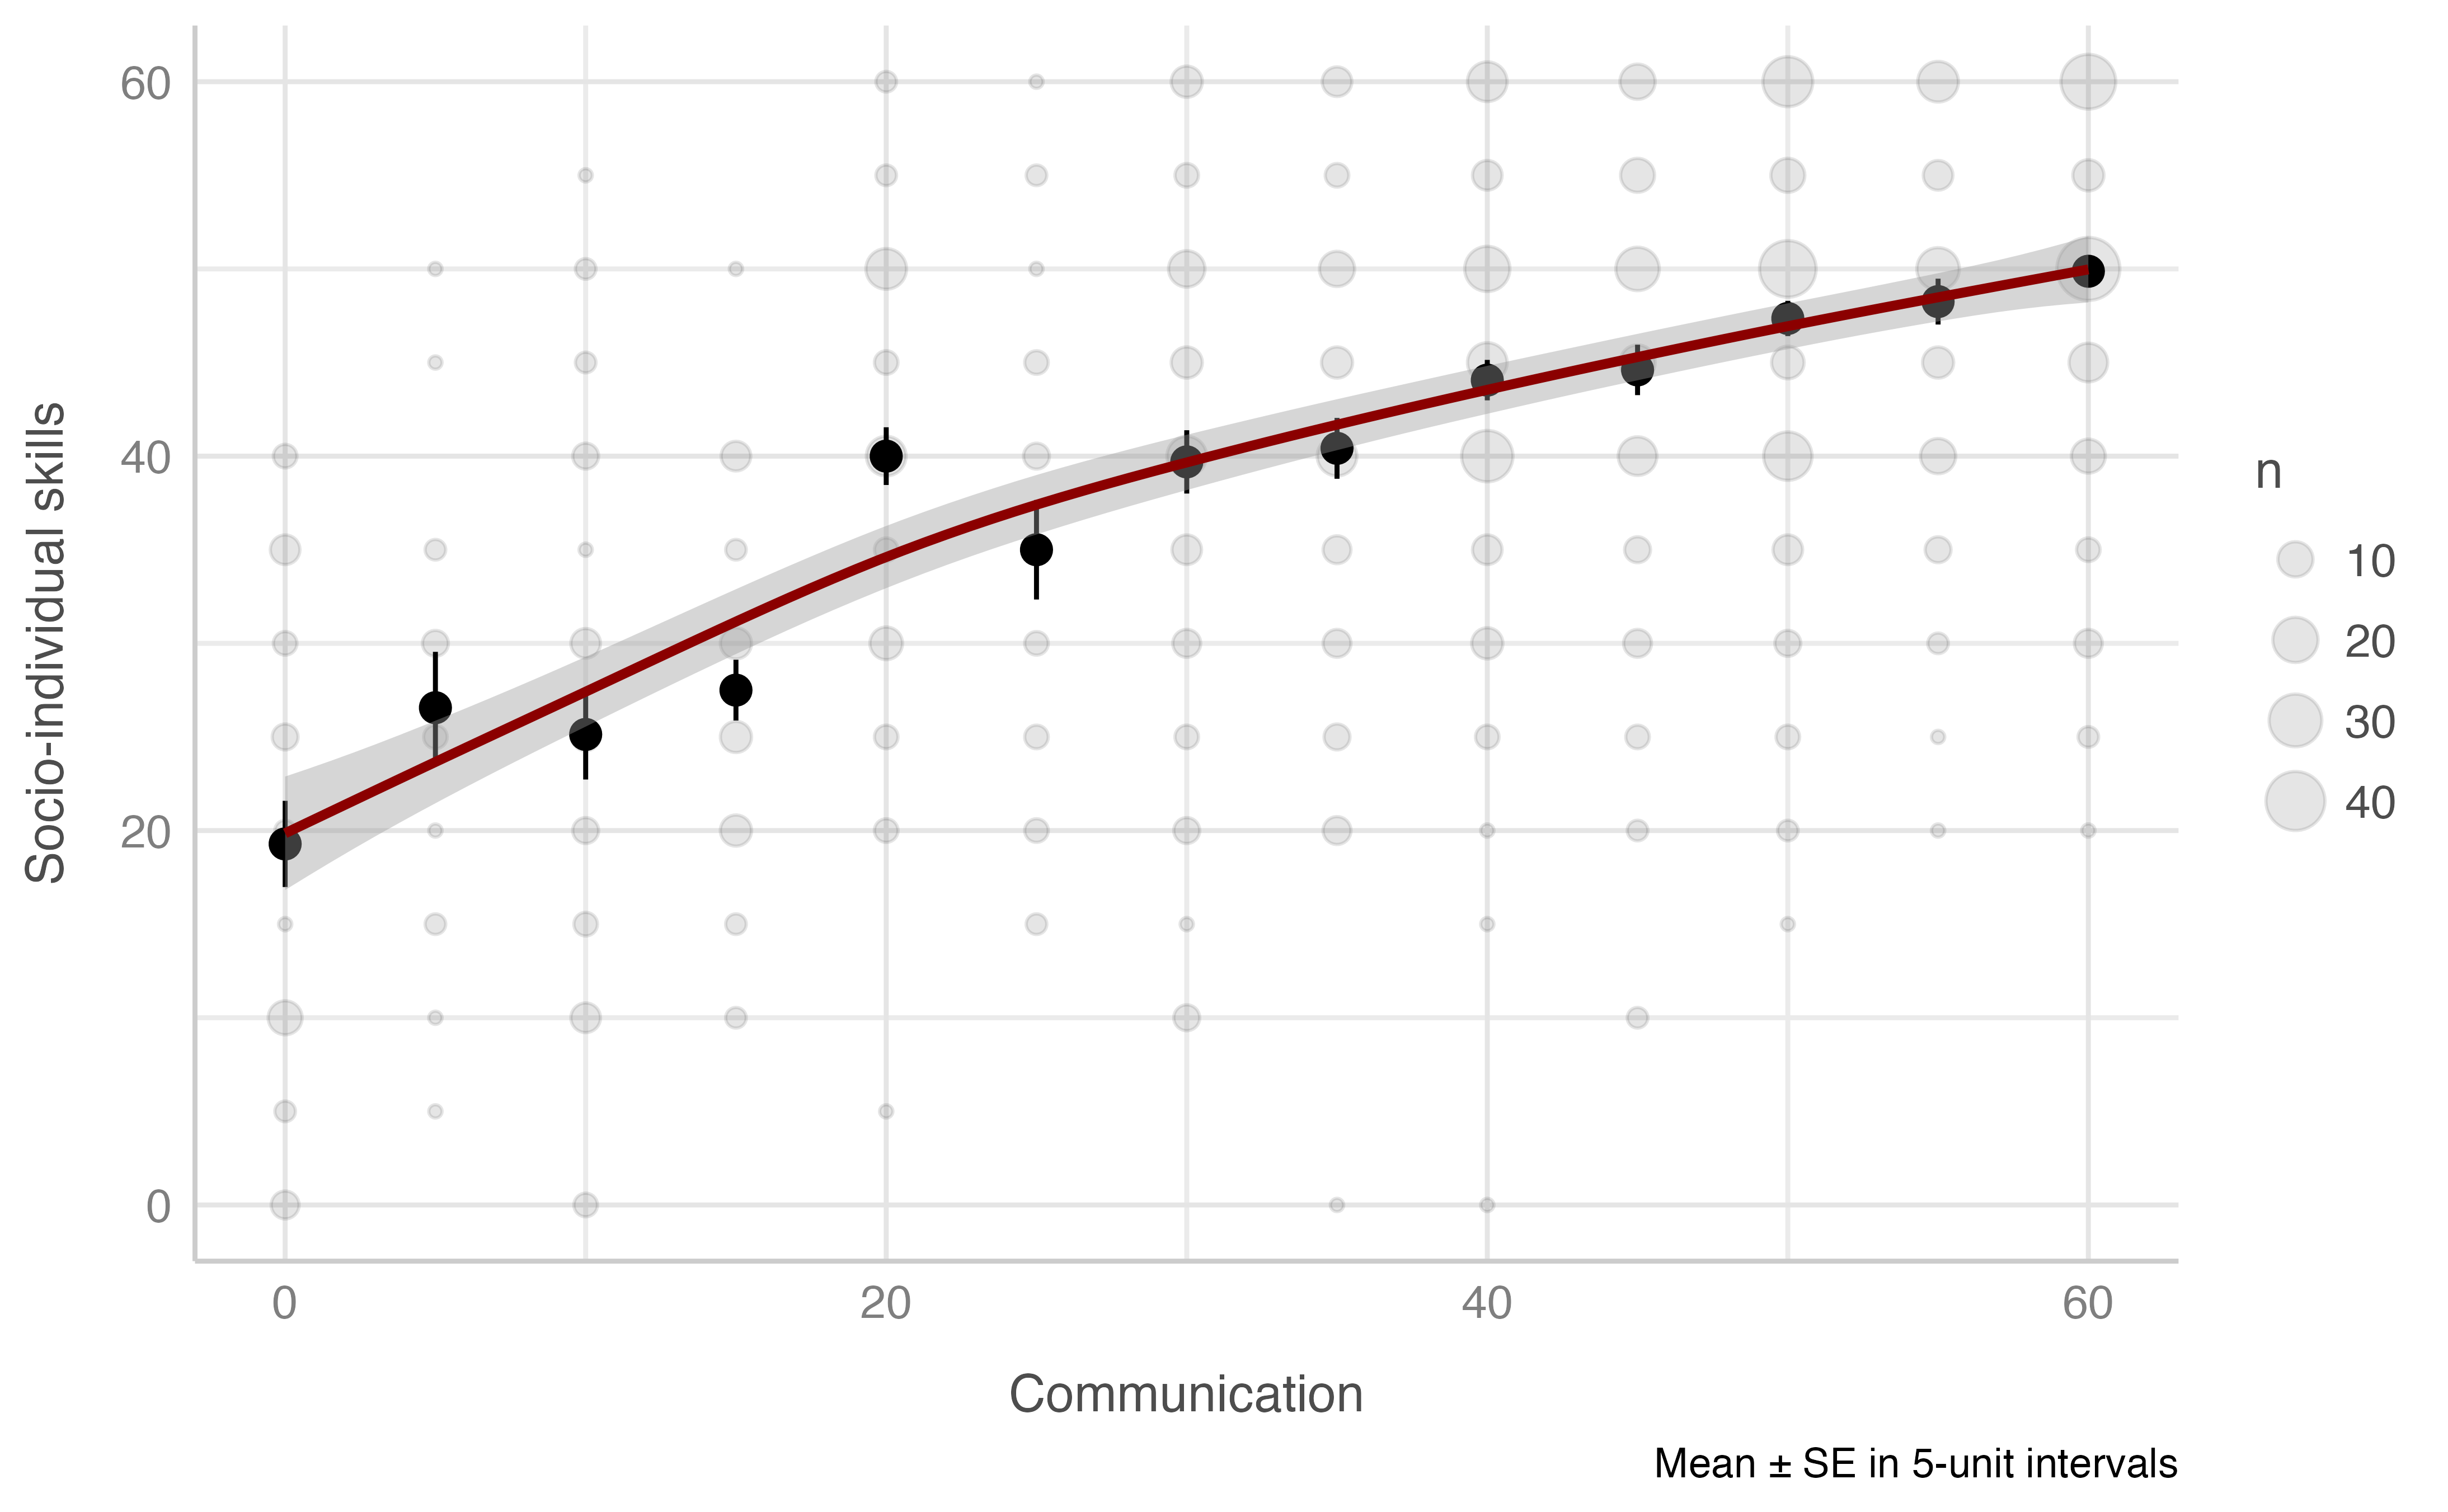 60
40
20
0
Socio-individual skills
0 20 40 60
Communication
n
10
20
30
40
Mean ± SE in 5-unit intervals